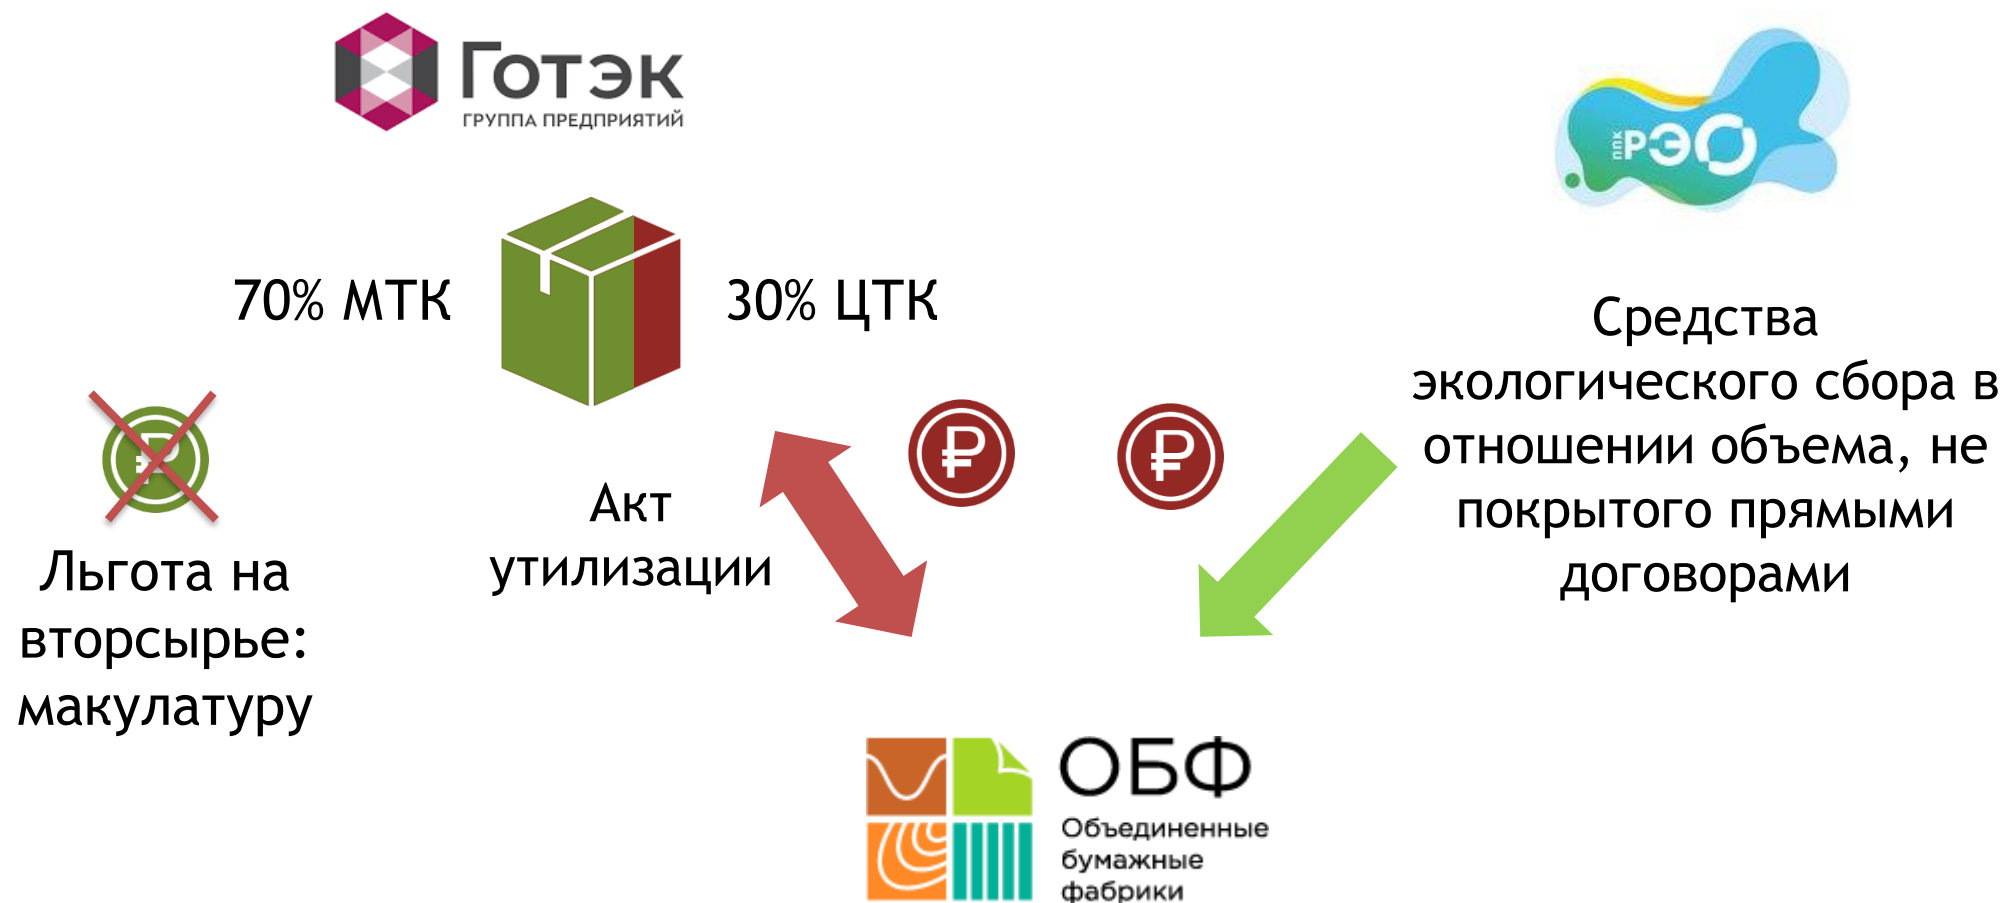 Готэк
ГРУППА ПРЕДПРИЯТИЙ
ППК РЭО
70% МТК
30% ЦТК
Средства
экологического сбора в
отношении объема, не
покрытого прямыми
договорами
Акт
утилизации
Льгота на
вторсырье:
макулатуру
ОБФ
Объединенные
бумажные
фабрики